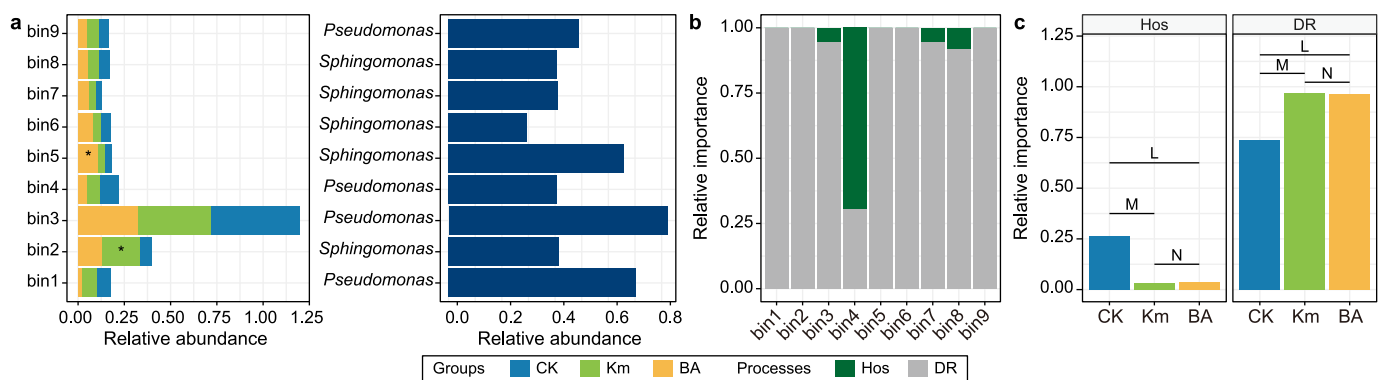 a
bin9
bin8
bin7
bin6
bin5
bin4
bin3
bin2
bin1
*
*
0.00 0.25 0.50 0.75 1.00 1.25
Relative abundance
Pseudomonas
Sphingomonas
Sphingomonas
Sphingomonas
Sphingomonas
Pseudomonas
Pseudomonas
Sphingomonas
Pseudomonas
0.0 0.2 0.4 0.6 0.8
Relative abundance
b
Relative importance
1.00
0.75
0.50
0.25
0.00
bin1 bin2 bin3 bin4 bin5 bin6 bin7 bin8 bin9
c
Relative importance
Hos DR
1.25
1.00
0.75
0.50
0.25
0.00
L
M
N
L
M
N
CK Km BA CK Km BA
Groups CK Km BA Processes Hos DR